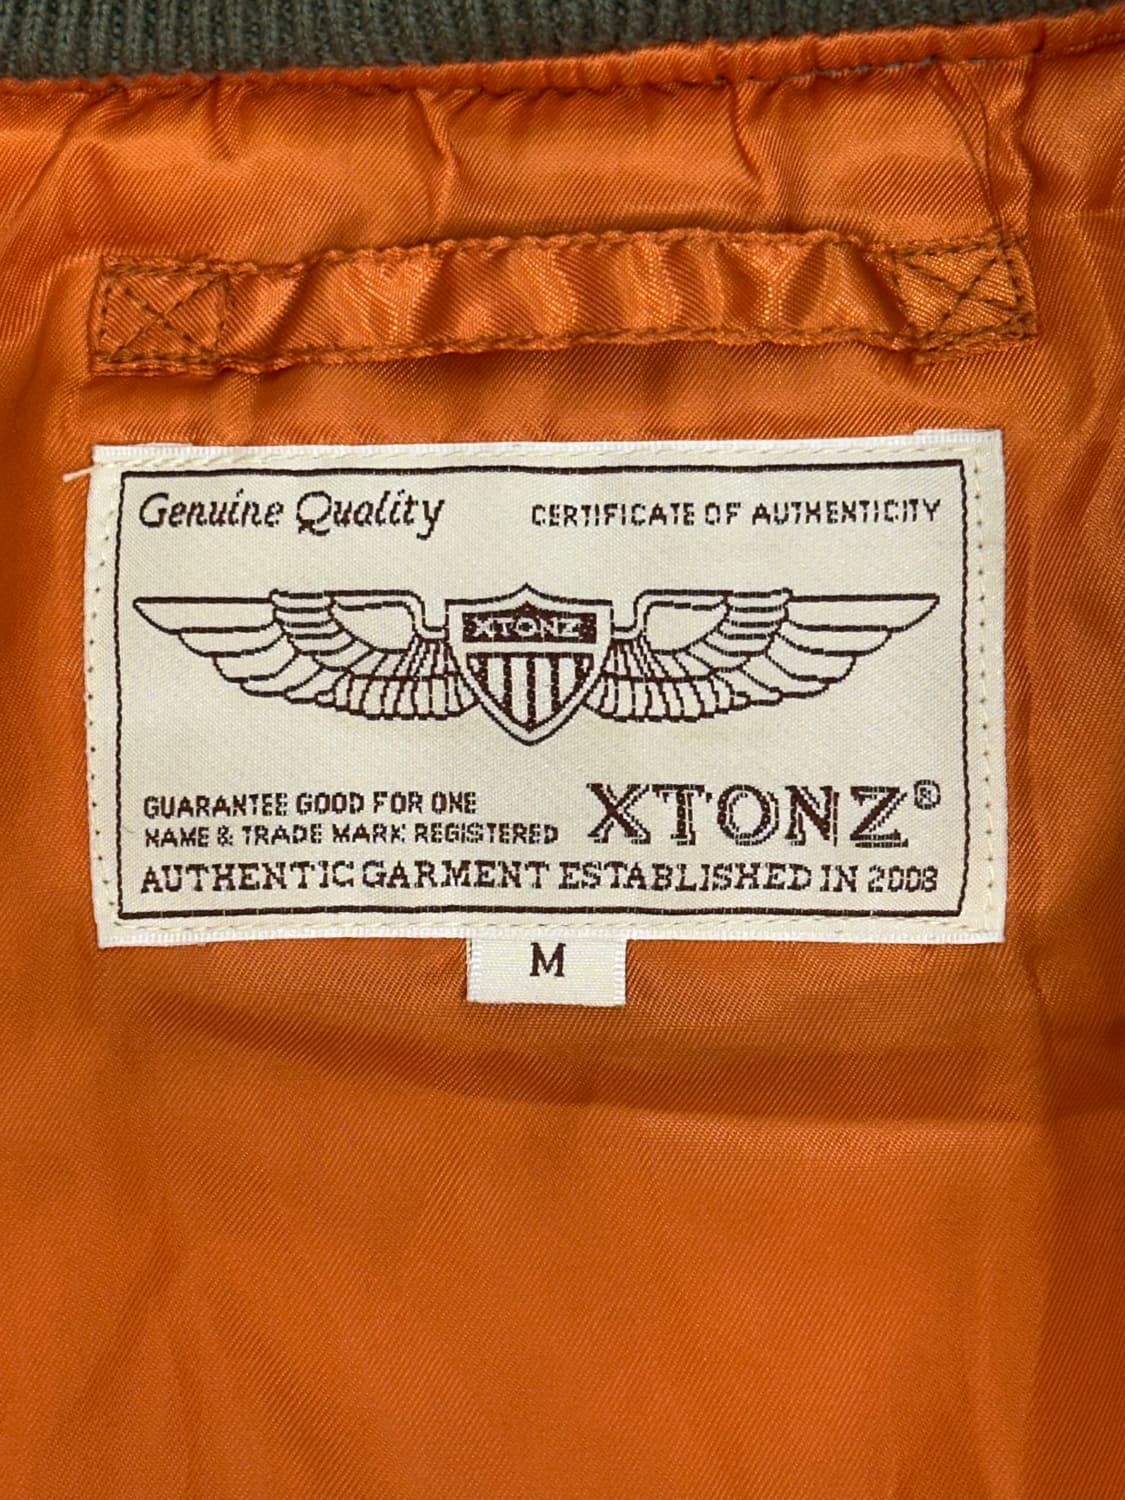 Genuine Quality
CERTIFICATE OF AUTHENTICITY
XTONZ
GUARANTEE GOOD FOR ONE
NAME & TRADE MARK REGISTERED
XTONZ®
AUTHENTIC GARMENT ESTABLISHED IN 2008
M